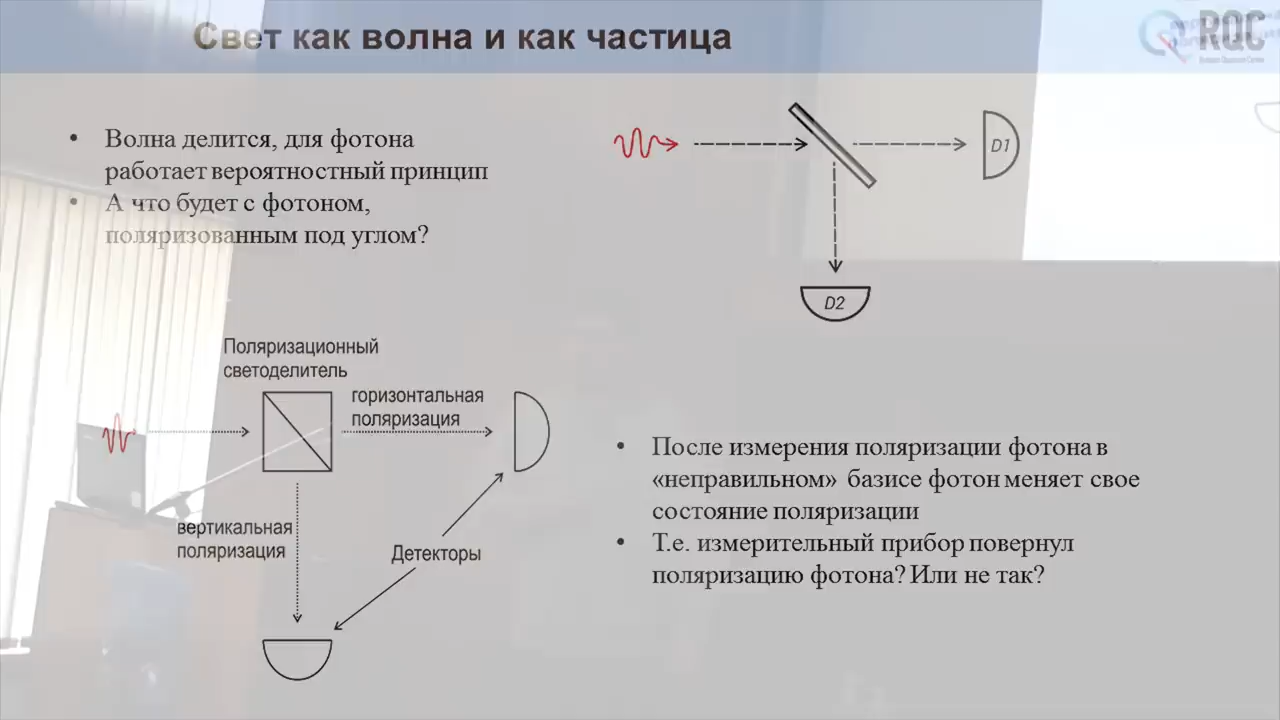 Свет как волна и как частица
RQC
• Волна делится, для фотона
работает вероятностный принцип
• А что будет с фотоном,
поляризованным под углом?
D1
D2
Поляризационный
светоделитель
горизонтальная
поляризация
вертикальная
поляризация
Детекторы
• После измерения поляризации фотона в
«неправильном» базисе фотон меняет свое
состояние поляризации
• Т.е. измерительный прибор повернул
поляризацию фотона? Или не так?